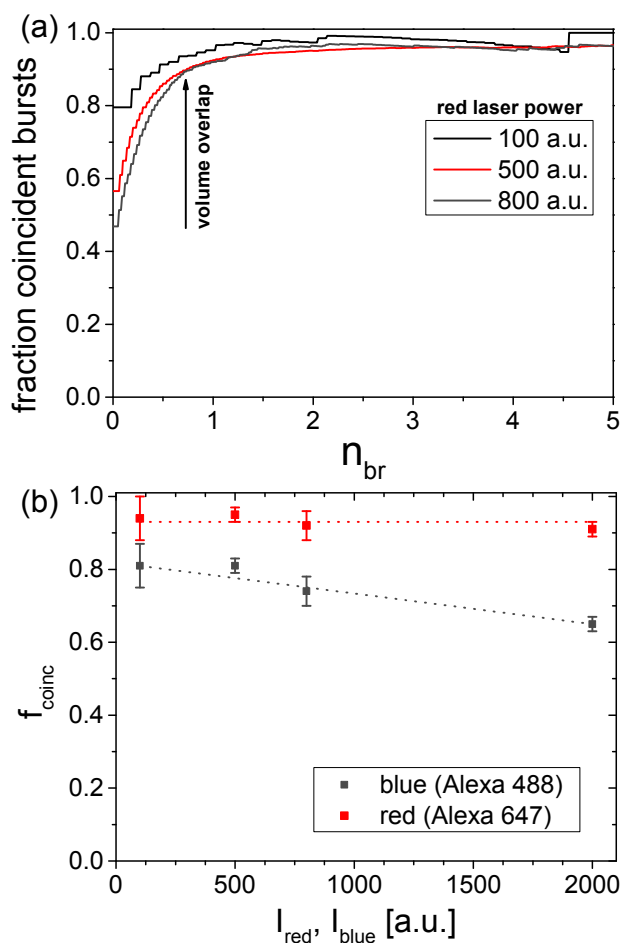 (a)
fraction coincident bursts
1.0
0.8
0.6
0.4
0.2
0.0
volume overlap
red laser power
100 a.u.
500 a.u.
800 a.u.
0 1 2 3 4 5
n_br
(b)
f_coinc
1.0
0.8
0.6
0.4
0.2
0.0
blue (Alexa 488)
red (Alexa 647)
0 500 1000 1500 2000
I_red, I_blue [a.u.]